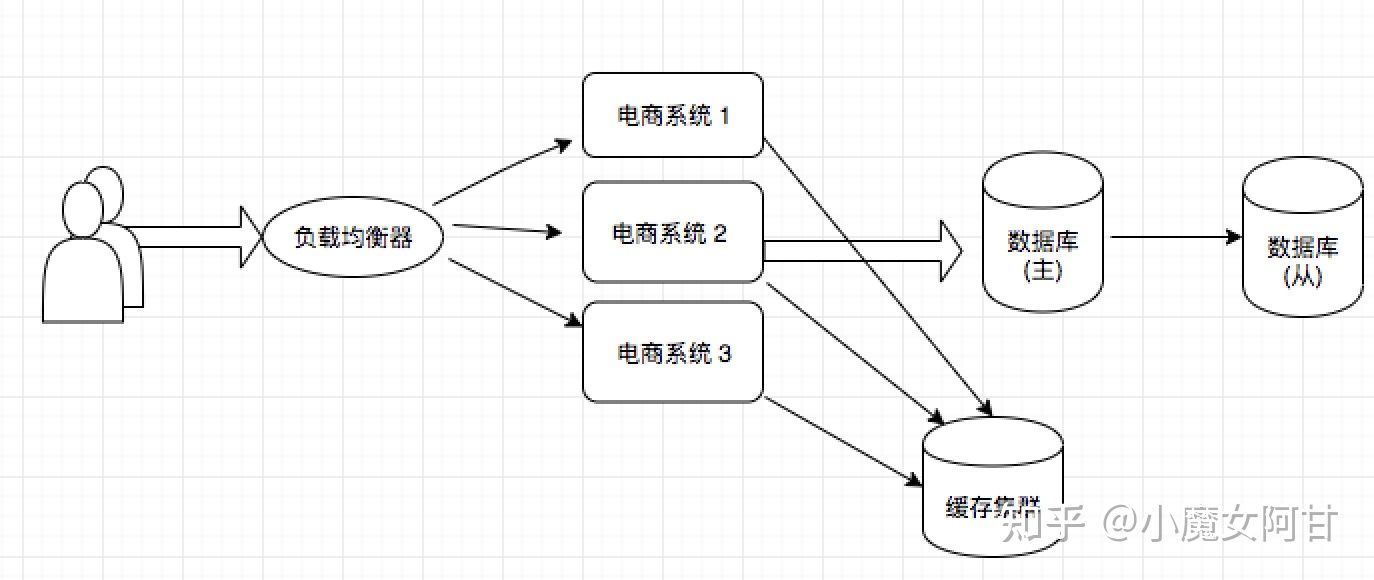 电商系统 1
负载均衡器
电商系统 2
数据库
(主)
数据库
(从)
电商系统 3
缓存集群
知乎 @小魔女阿甘